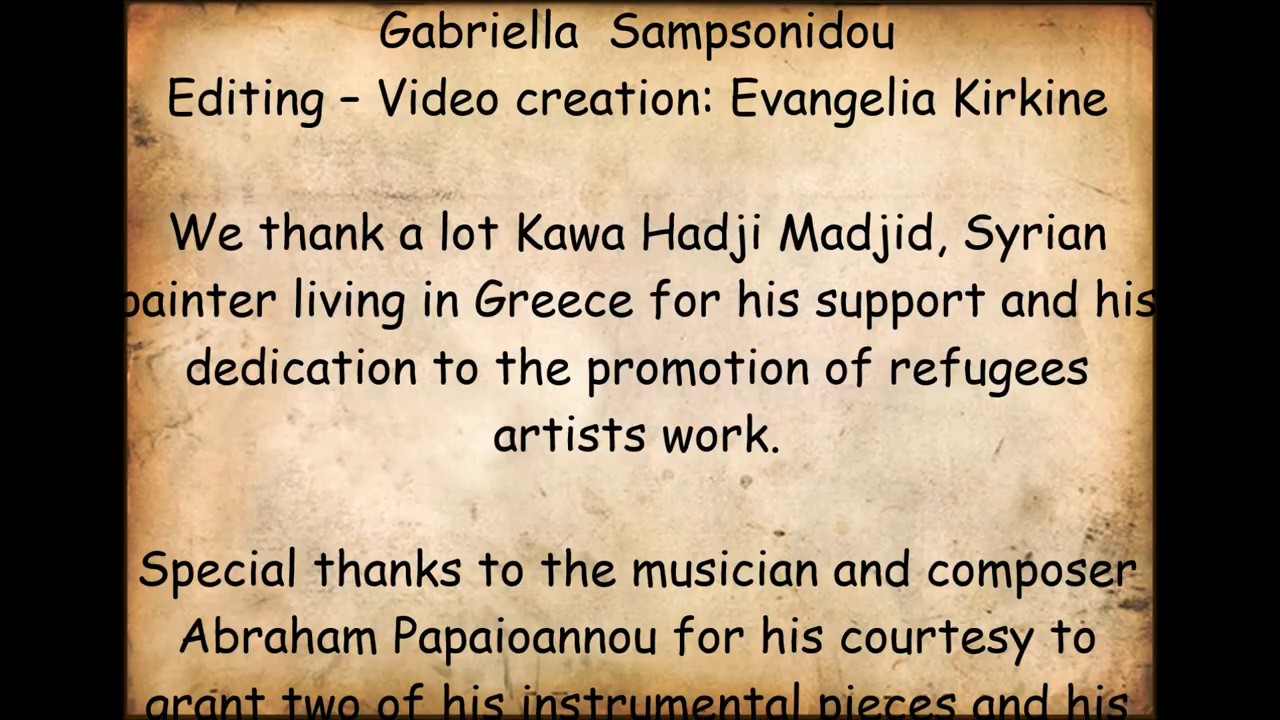 Gabriella Sampsonidou
Editing – Video creation: Evangelia Kirkine
We thank a lot Kawa Hadji Madjid, Syrian
painter living in Greece for his support and his
dedication to the promotion of refugees
artists work.
Special thanks to the musician and composer
Abraham Papaioannou for his courtesy to
grant two of his instrumental pieces and his